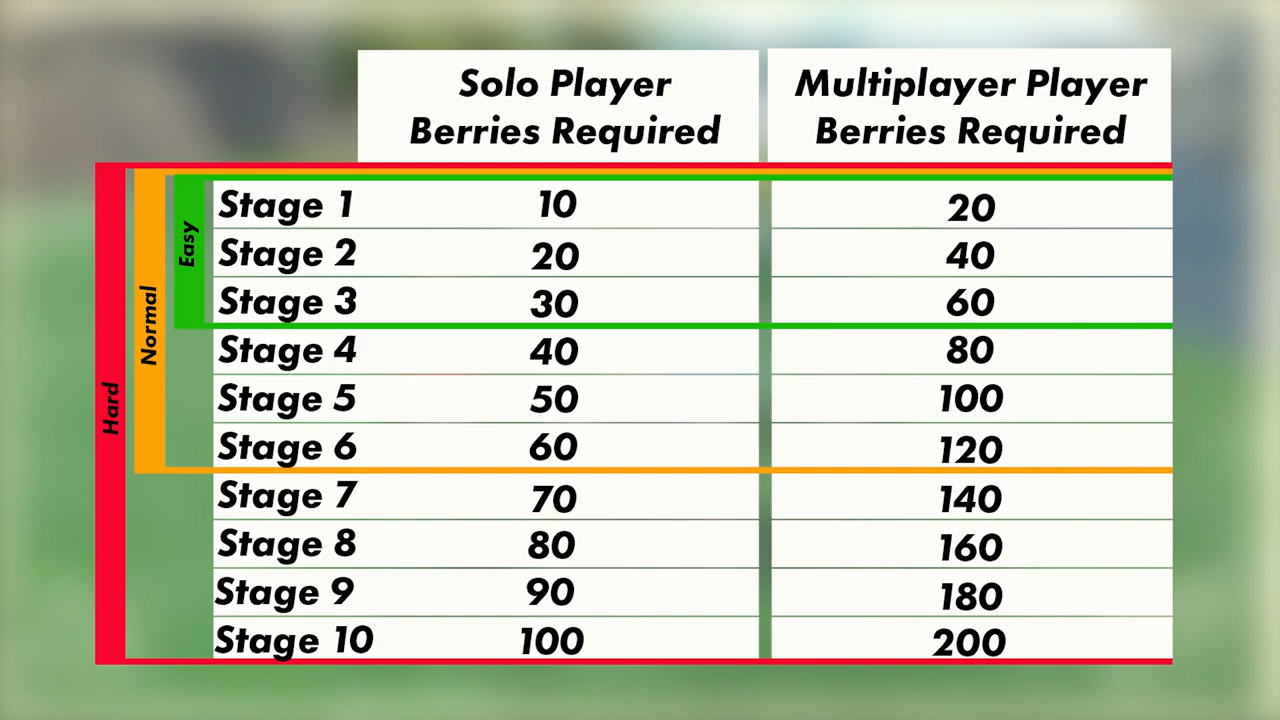 Solo Player
Berries Required
Multiplayer Player
Berries Required
Hard
Normal
Easy
Stage 1 10 20
Stage 2 20 40
Stage 3 30 60
Stage 4 40 80
Stage 5 50 100
Stage 6 60 120
Stage 7 70 140
Stage 8 80 160
Stage 9 90 180
Stage 10 100 200